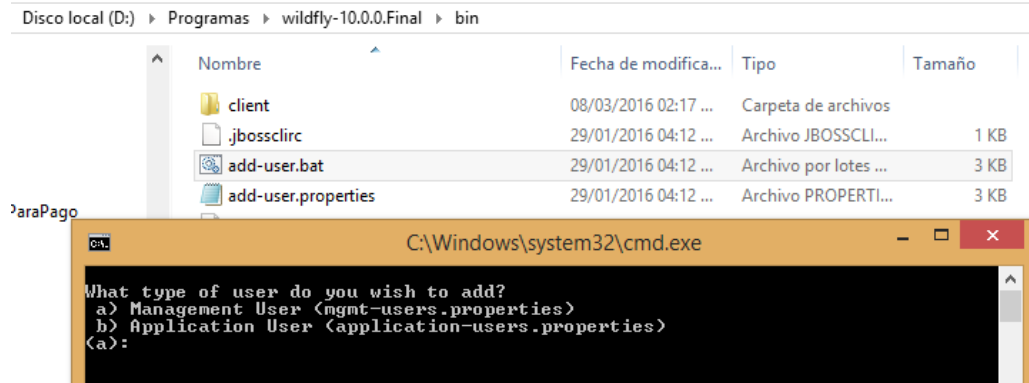 Disco local (D:) Programas wildfly-10.0.0.Final bin
Nombre Fecha de modifica... Tipo Tamaño
client 08/03/2016 02:17 ... Carpeta de archivos
.jbossclirc 29/01/2016 04:12 ... Archivo JBOSSCLI... 1 KB
add-user.bat 29/01/2016 04:12 ... Archivo por lotes ... 3 KB
add-user.properties 29/01/2016 04:12 ... Archivo PROPERTI... 3 KB
ParaPago
C:\Windows\system32\cmd.exe
What type of user do you wish to add?
a) Management User (mgmt-users.properties)
b) Application User (application-users.properties)
(a):